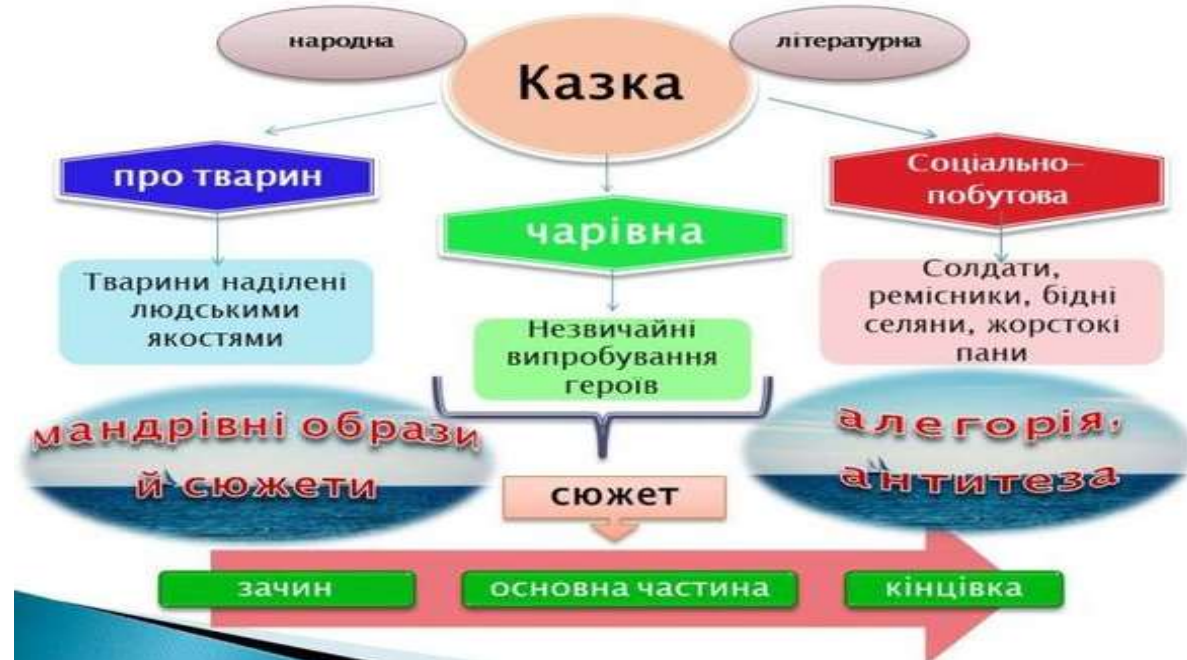 народна
Казка
літературна
про тварин
чарівна
Соціально–
побутова
Тварини наділені
людськими
якостями
Незвичайні
випробування
героїв
Солдати,
ремісники, бідні
селяни, жорстокі
пани
мандрівні образи
й сюжети
алегорія,
антитеза
сюжет
зачин
основна частина
кінцівка